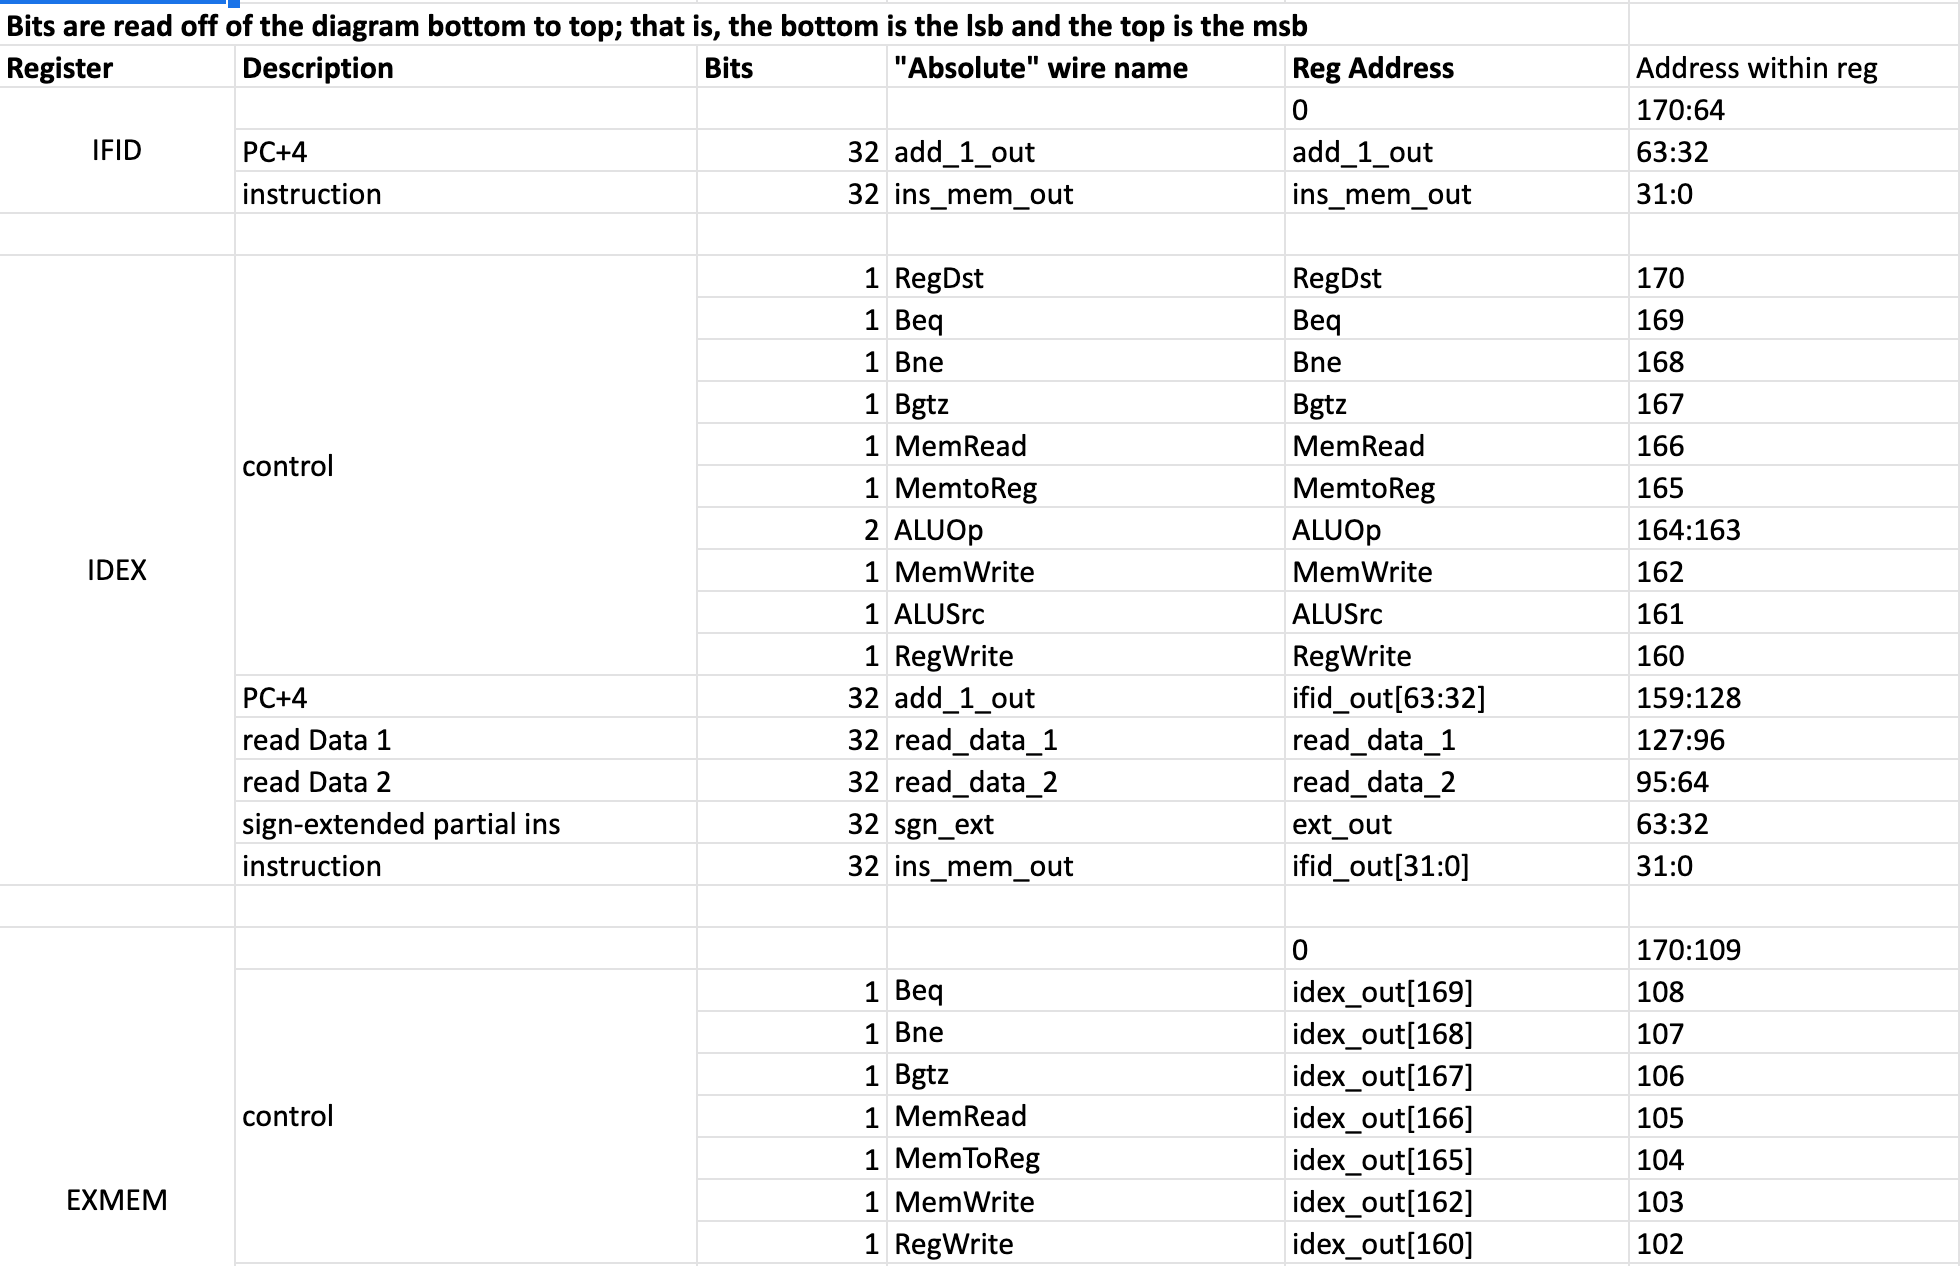 Bits are read off of the diagram bottom to top; that is, the bottom is the lsb and the top is the msb
Register Description Bits "Absolute" wire name Reg Address Address within reg
0 170:64
IFID PC+4 32 add_1_out add_1_out 63:32
instruction 32 ins_mem_out ins_mem_out 31:0
1 RegDst RegDst 170
1 Beq Beq 169
1 Bne Bne 168
1 Bgtz Bgtz 167
1 MemRead MemRead 166
control
1 MemtoReg MemtoReg 165
2 ALUOp ALUOp 164:163
IDEX 1 MemWrite MemWrite 162
1 ALUSrc ALUSrc 161
1 RegWrite RegWrite 160
PC+4 32 add_1_out ifid_out[63:32] 159:128
read Data 1 32 read_data_1 read_data_1 127:96
read Data 2 32 read_data_2 read_data_2 95:64
sign-extended partial ins 32 sgn_ext ext_out 63:32
instruction 32 ins_mem_out ifid_out[31:0] 31:0
0 170:109
1 Beq idex_out[169] 108
1 Bne idex_out[168] 107
1 Bgtz idex_out[167] 106
control 1 MemRead idex_out[166] 105
1 MemToReg idex_out[165] 104
EXMEM 1 MemWrite idex_out[162] 103
1 RegWrite idex_out[160] 102